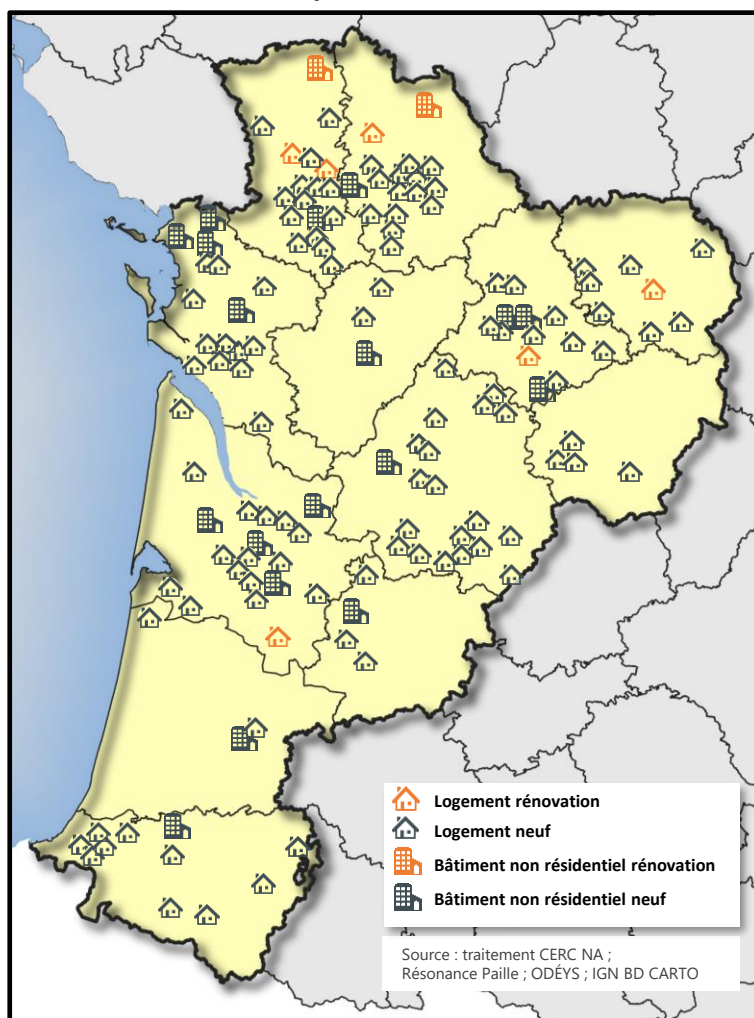 Logement rénovation
Logement neuf
Bâtiment non résidentiel rénovation
Bâtiment non résidentiel neuf
Source : traitement CERC NA ;
Résonance Paille ; ODÉYS ; IGN BD CARTO